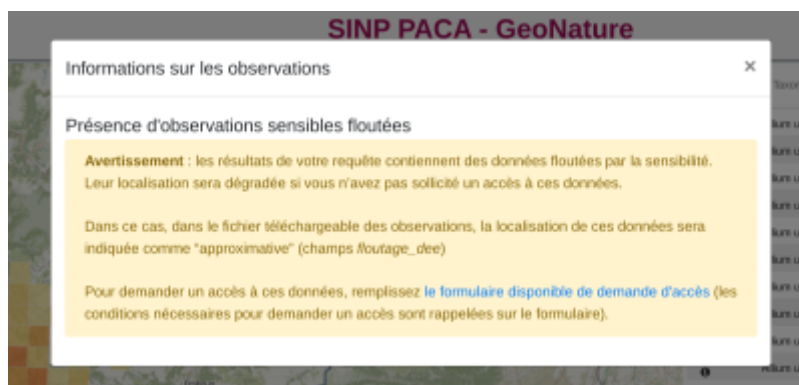 SINP PACA - GeoNature
Informations sur les observations
×
Présence d'observations sensibles floutées
Avertissement : les résultats de votre requête contiennent des données floutées par la sensibilité.
Leur localisation sera dégradée si vous n'avez pas sollicité un accès à ces données.
Dans ce cas, dans le fichier téléchargeable des observations, la localisation de ces données sera
indiquée comme "approximative" (champs floutage_dee)
Pour demander un accès à ces données, remplissez le formulaire disponible de demande d'accès (les
conditions nécessaires pour demander un accès sont rappelées sur le formulaire).